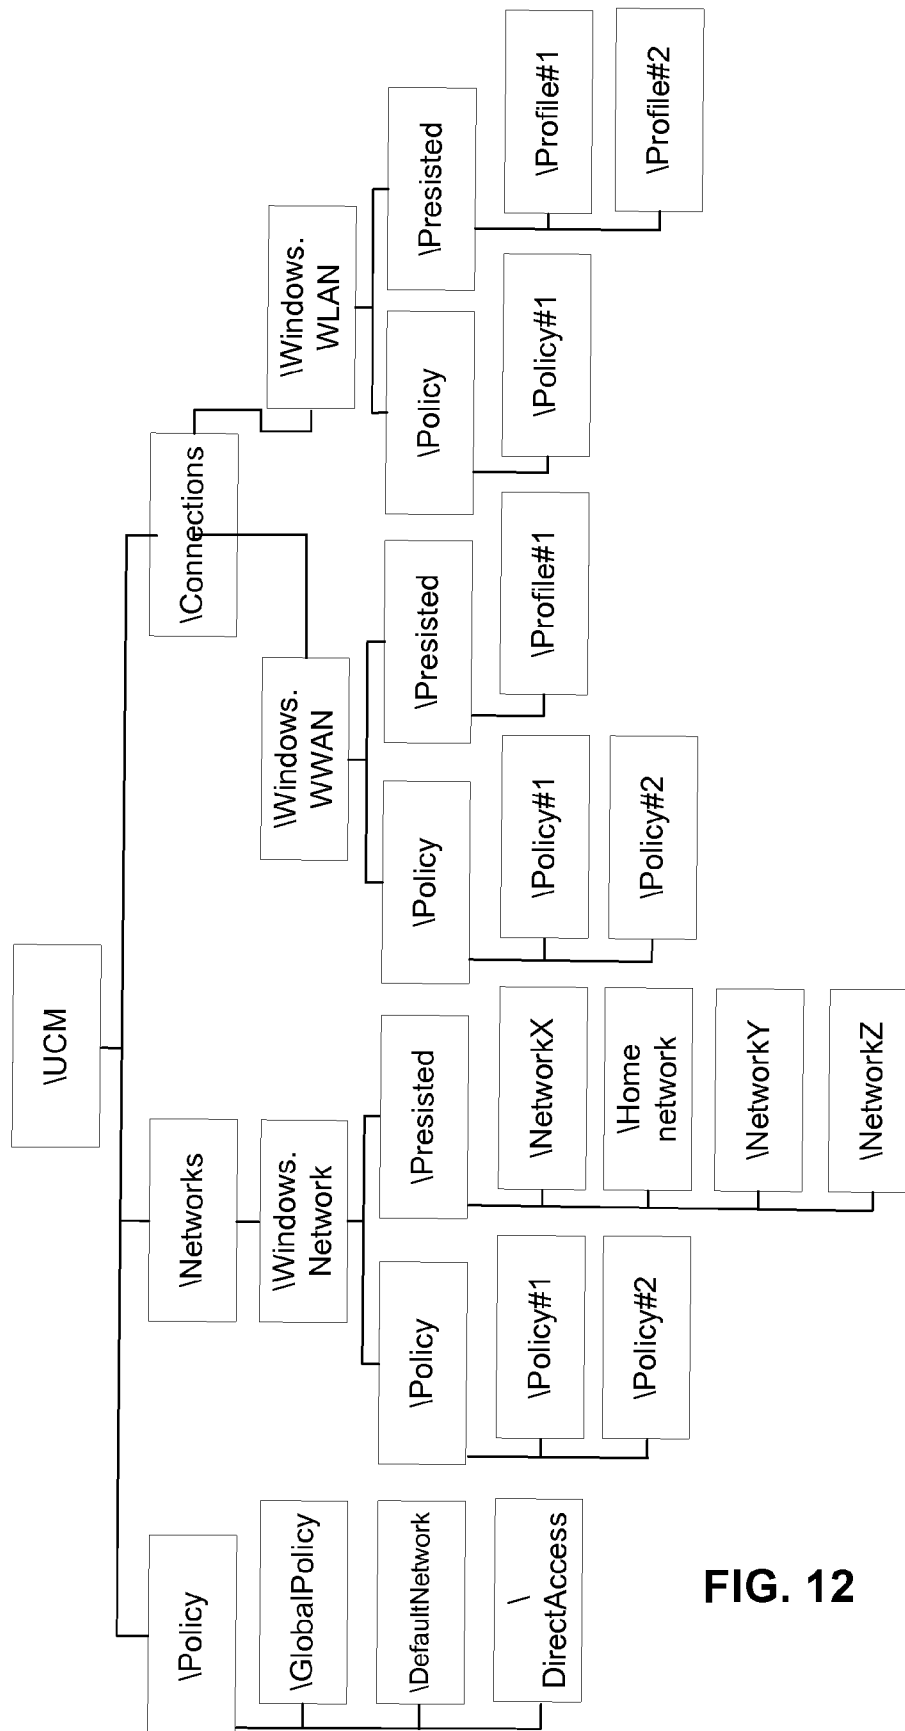 \UCM
\Policy
\Networks
\Connections
\GlobalPolicy
\DefaultNetwork
\
DirectAccess
\Windows.
Network
\Policy
\Policy#1
\Policy#2
\Presisted
\NetworkX
\Home
network
\NetworkY
\NetworkZ
\Windows.
WWAN
\Policy
\Policy#1
\Policy#2
\Presisted
\Profile#1
\Windows.
WLAN
\Policy
\Policy#1
\Presisted
\Profile#1
\Profile#2
FIG. 12